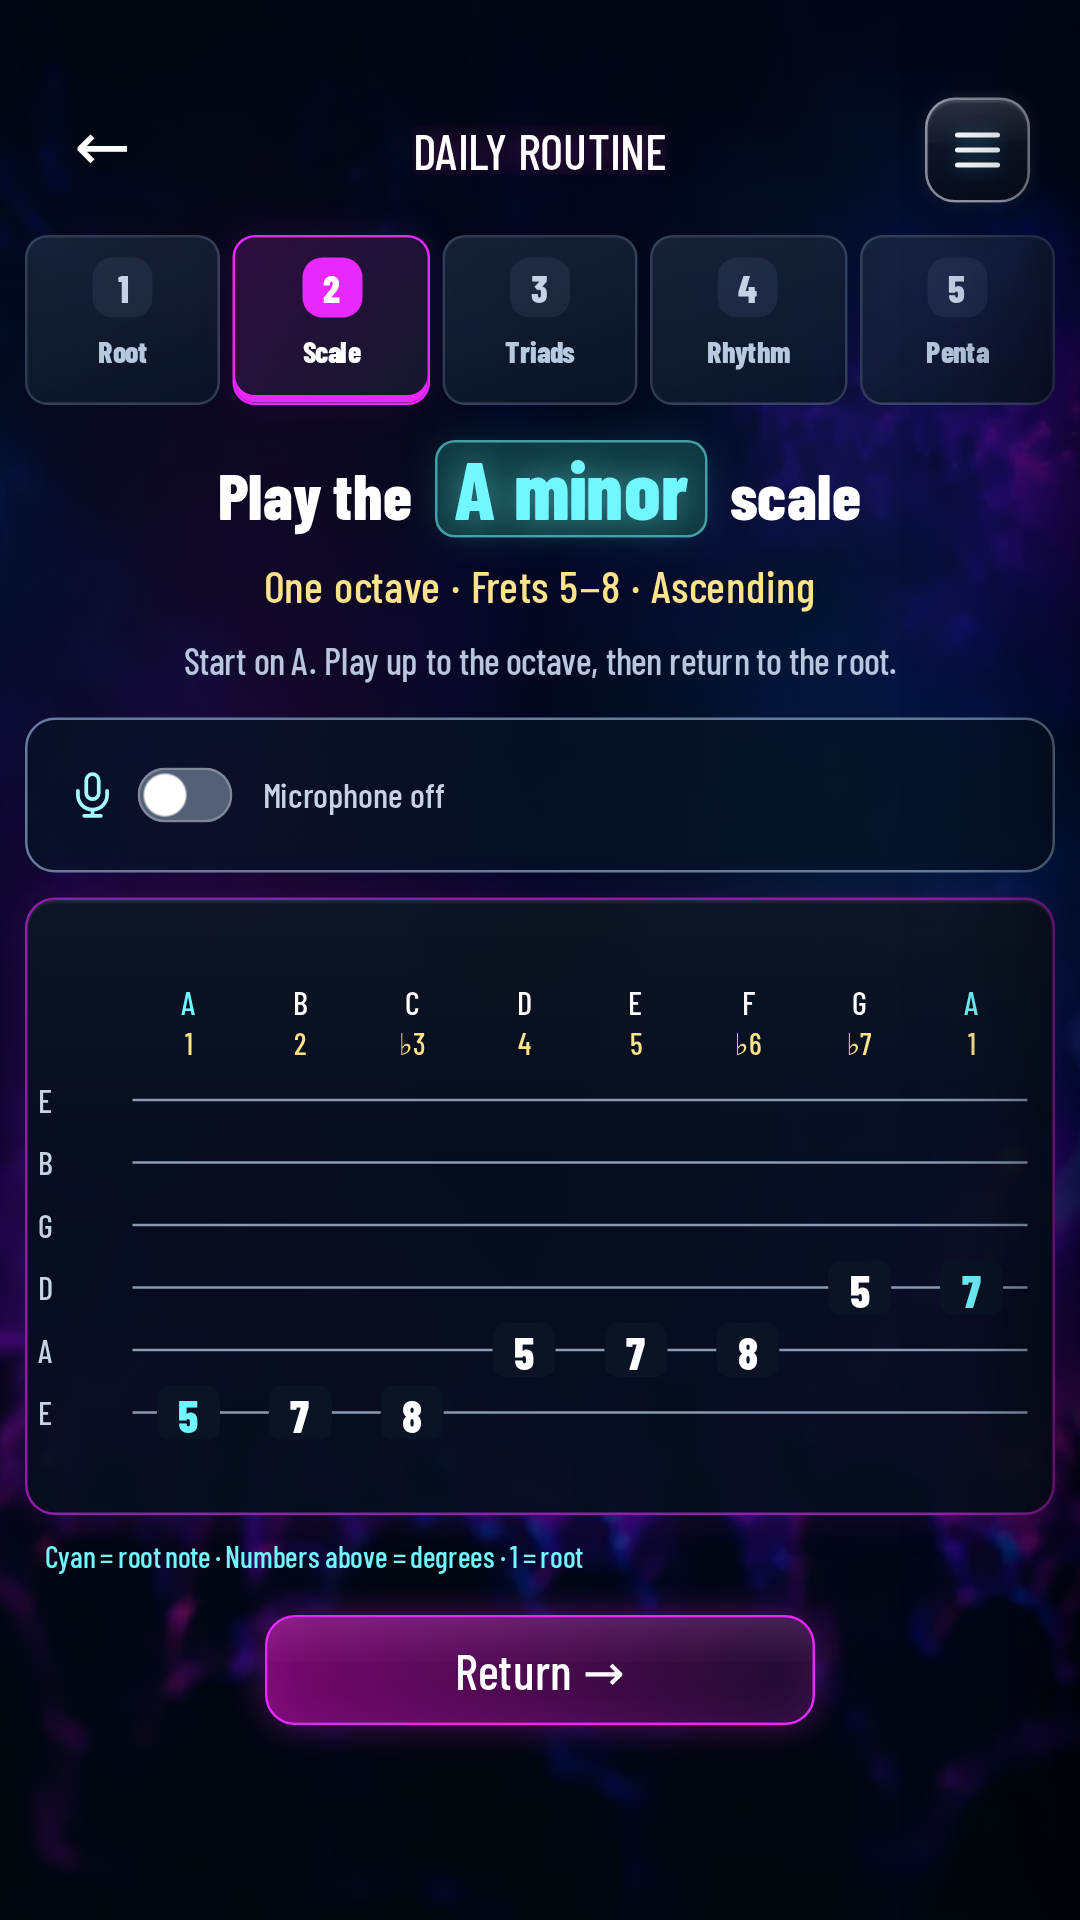 ← DAILY ROUTINE
1 2 3 4 5
Root Scale Triads Rhythm Penta
Play the A minor scale
One octave · Frets 5–8 · Ascending
Start on A. Play up to the octave, then return to the root.
Microphone off
A B C D E F G A
1 2 ♭3 4 5 ♭6 ♭7 1
E
B
G
D 5 7
A 5 7 8
E 5 7 8
Cyan = root note · Numbers above = degrees · 1 = root
Return →